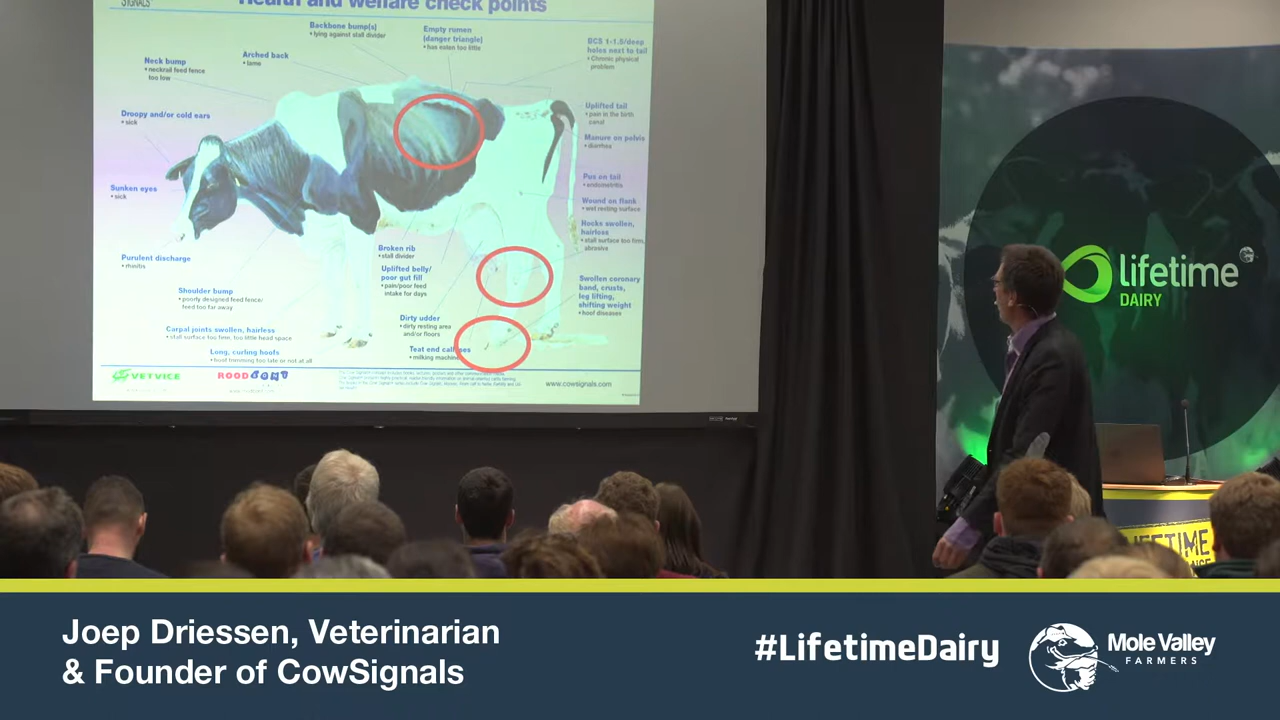 SIGNALS
Health and welfare check points
Backbone bump(s)
• lying against stall divider
Empty rumen
(danger triangle)
• has eaten too little
BCS 1-1.5/deep
holes next to tail
• Chronic physical
problem
Arched back
• lame
Neck bump
• neckrail feed fence
too low
Uplifted tail
• pain in the birth
canal
Droopy and/or cold ears
• sick
Manure on pelvis
• diarrhea
Pus on tail
• endometritis
Sunken eyes
• sick
Wound on flank
• wet resting surface
Hocks swollen,
hairless
• stall surface too firm,
abrasive
Broken rib
• stall divider
Purulent discharge
• rhinitis
Uplifted belly/
poor gut fill
• pain/poor feed
intake for days
Swollen coronary
band, crusts,
leg lifting,
shifting weight
• hoof diseases
Shoulder bump
• poorly designed feed fence/
feed too far away
Dirty udder
• dirty resting area
and/or floors
Carpal joints swollen, hairless
• stall surface too firm, too little head space
Teat end
• milking machine
Long, curling hoofs
• hoof trimming too late or not at all
VETVICE
ROODBONT
www.cowsignals.com
lifetime
DAIRY
LIFETIME
Joep Driessen, Veterinarian
& Founder of CowSignals
#LifetimeDairy
Mole Valley
FARMERS